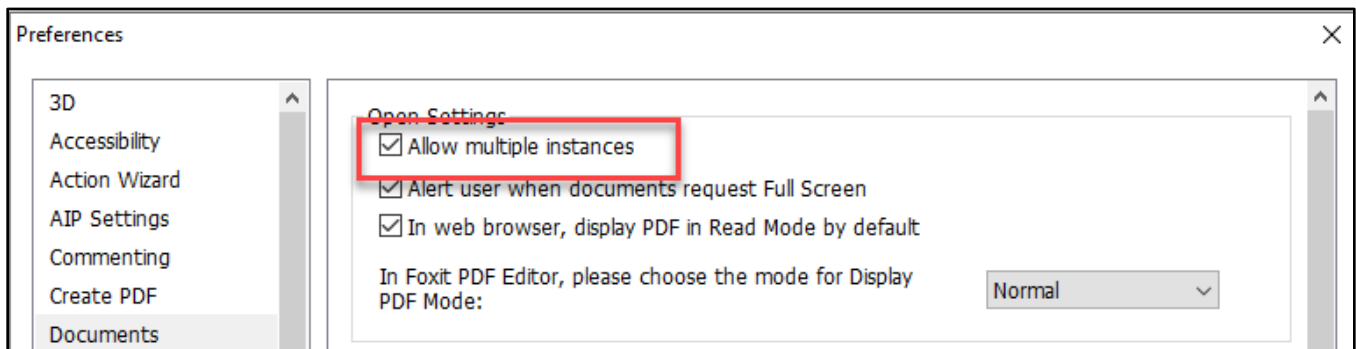 Preferences
3D
Accessibility
Action Wizard
AIP Settings
Commenting
Create PDF
Documents
Open Settings
Allow multiple instances
Alert user when documents request Full Screen
In web browser, display PDF in Read Mode by default
In Foxit PDF Editor, please choose the mode for Display
PDF Mode:
Normal